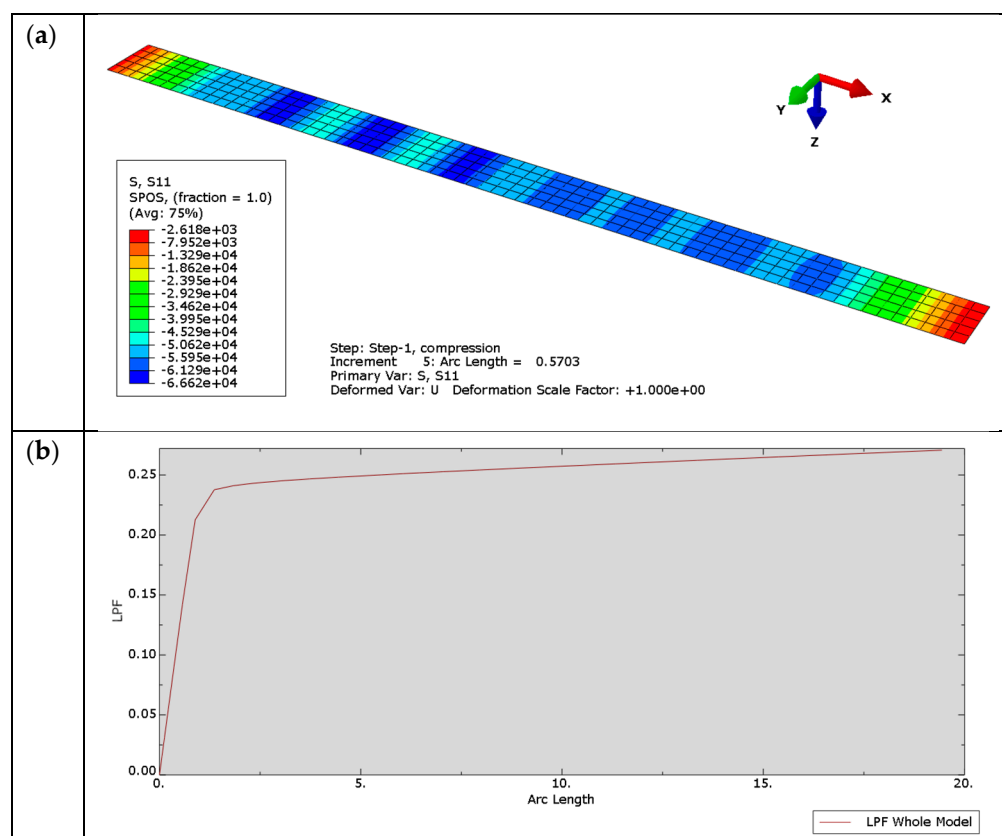 (a)
X
Y
Z
S, S11
SPOS, (fraction = 1.0)
(Avg: 75%)
-2.618e+03
-7.952e+03
-1.329e+04
-1.862e+04
-2.395e+04
-2.929e+04
-3.462e+04
-3.995e+04
-4.529e+04
-5.062e+04
-5.595e+04
-6.129e+04
-6.662e+04
Step: Step-1, compression
Increment 5: Arc Length = 0.5703
Primary Var: S, S11
Deformed Var: U Deformation Scale Factor: +1.000e+00
(b)
0.25
0.20
0.15
LPF
0.10
0.05
0.00
0. 5. 10. 15. 20.
Arc Length
LPF Whole Model